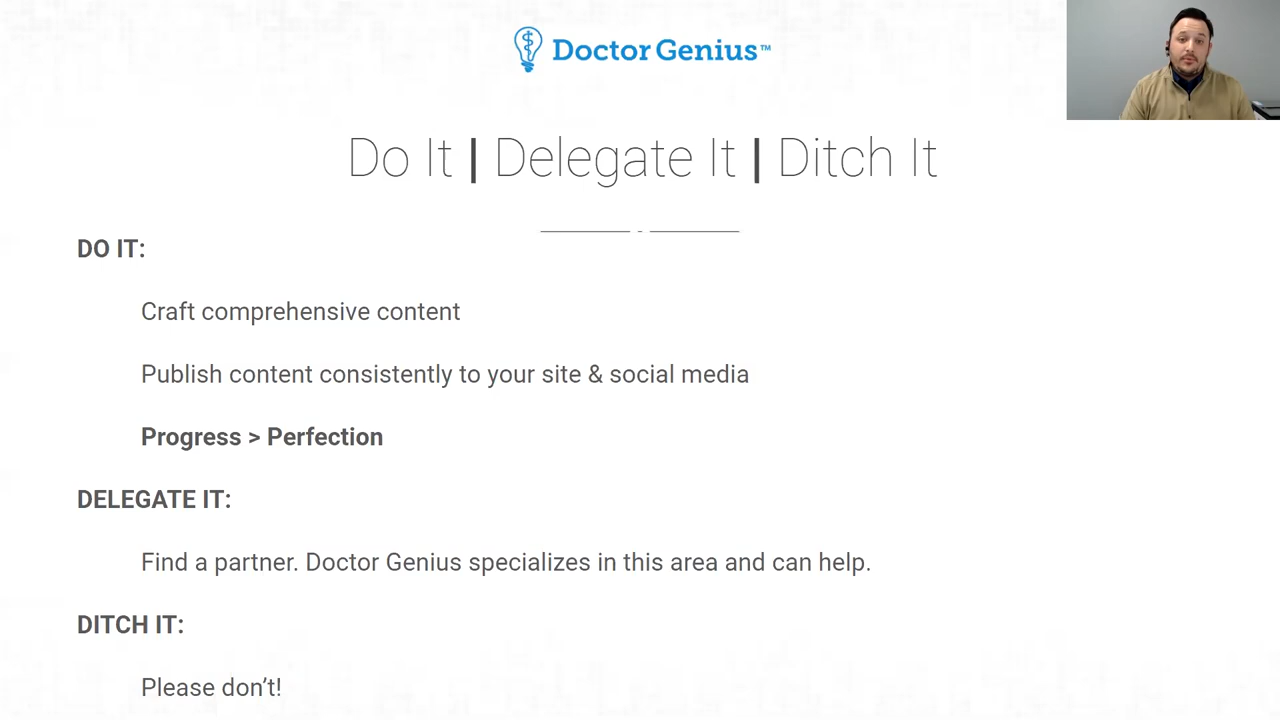 Doctor Genius™
Do It | Delegate It | Ditch It
DO IT:
Craft comprehensive content
Publish content consistently to your site & social media
Progress > Perfection
DELEGATE IT:
Find a partner. Doctor Genius specializes in this area and can help.
DITCH IT:
Please don’t!